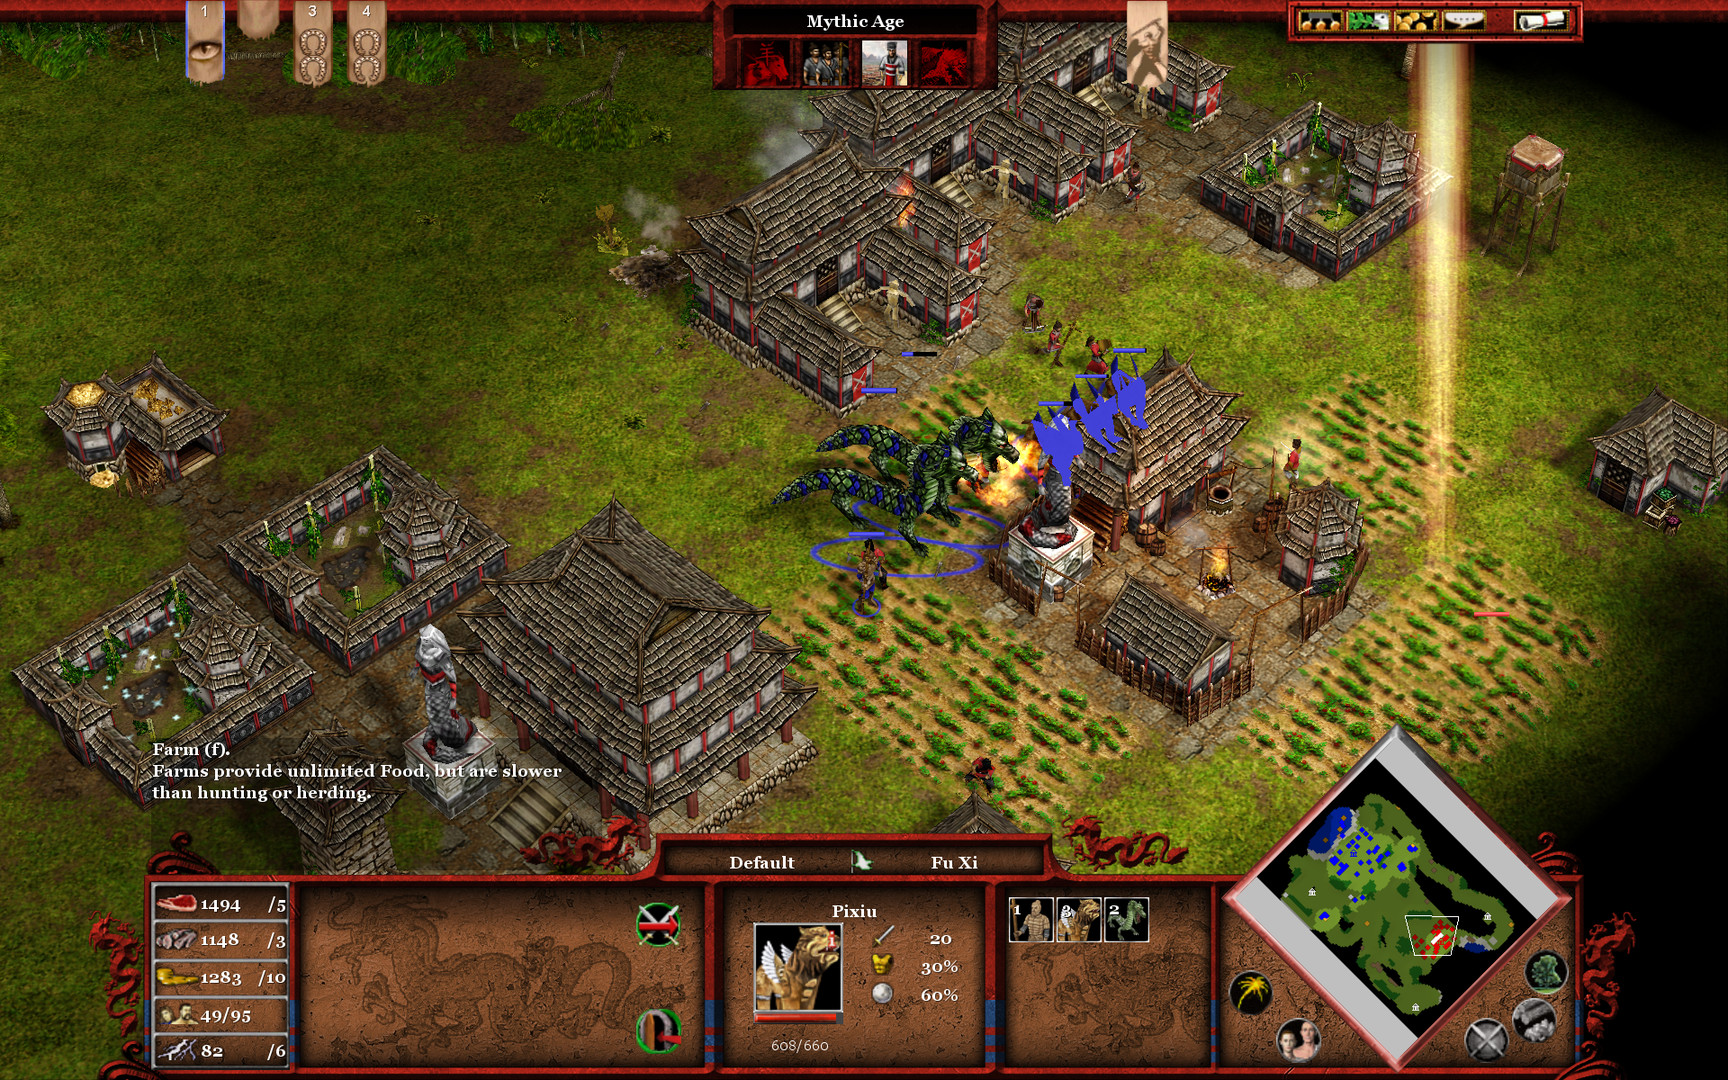 1
3
4
Mythic Age
Farm (f).
Farms provide unlimited Food, but are slower
than hunting or herding.
Default
Fu Xi
1494 /5
1148 /3
1283 /10
49/95
82 /6
Pixiu
1
20
30%
60%
608/660
1
3
2